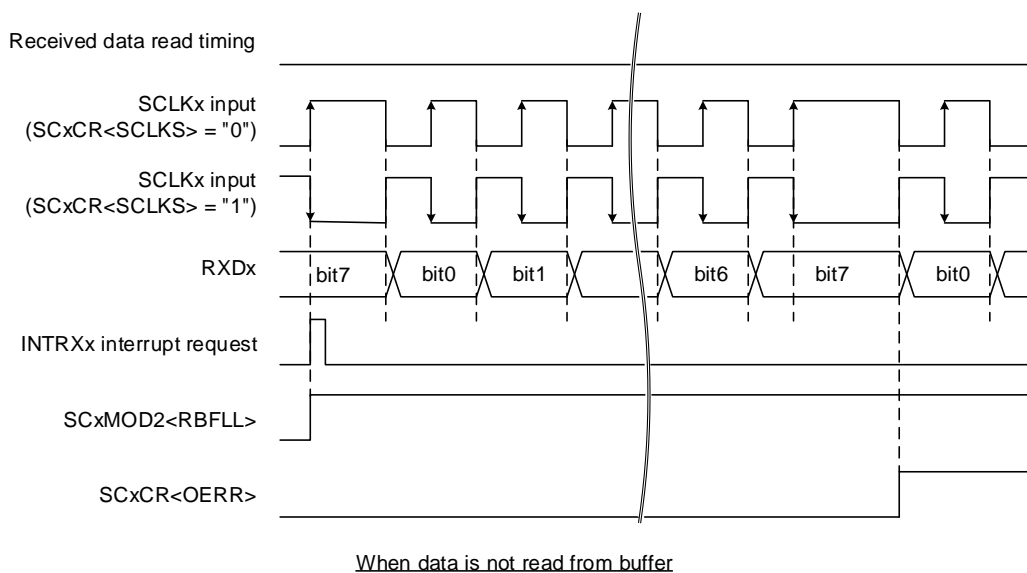 Received data read timing
SCLKx input
(SCxCR<SCLKS> = "0")
SCLKx input
(SCxCR<SCLKS> = "1")
RXDx
bit7
bit0
bit1
bit6
bit7
bit0
INTRXx interrupt request
SCxMOD2<RBFLL>
SCxCR<OERR>
When data is not read from buffer